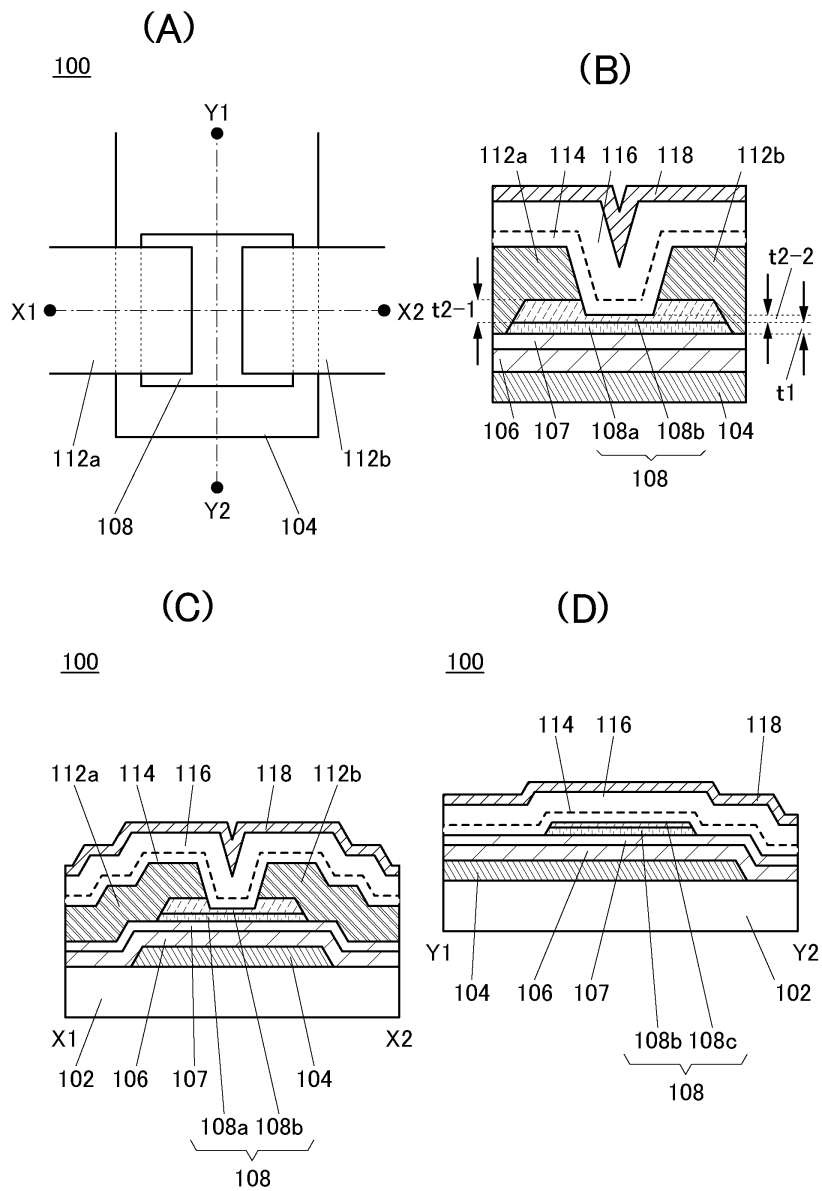 (A)
100
Y1
X1
X2
112a
112b
108
Y2
104
(B)
112a 114 116 118 112b
t2-2
t2-1
t1
106 107 108a 108b 104
108
(C)
100
112a 114 116 118 112b
X1 X2
102 106 107 104
108a 108b
108
(D)
100
114 116 118
Y1 Y2
104 106 107 102
108b 108c
108